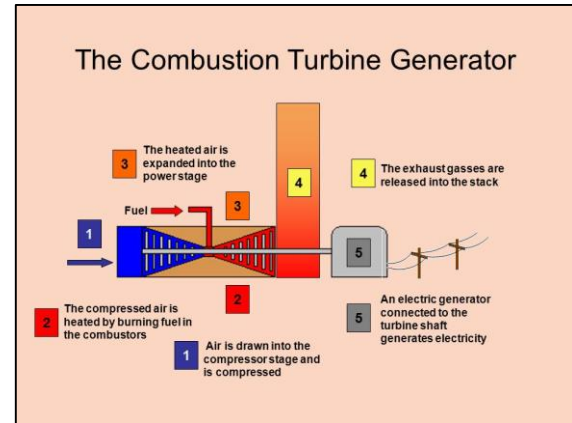 The Combustion Turbine Generator
3
The heated air is
expanded into the
power stage
4
4
The exhaust gasses are
released into the stack
Fuel
3
1
5
2
The compressed air is
heated by burning fuel in
the combustors
2
1
Air is drawn into the
compressor stage and
is compressed
5
An electric generator
connected to the
turbine shaft
generates electricity